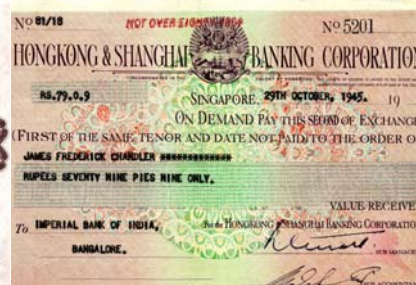 No 81/18
NOT OVER
No 5201
HONGKONG & SHANGHAI BANKING CORPORATION
RS.79.0.9
SINGAPORE, 29TH OCTOBER, 1945. 19
ON DEMAND PAY THIS SECOND OF EXCHANGE
(FIRST OF THE SAME TENOR AND DATE NOT PAID) TO THE ORDER O
JAMES FREDERICK CHANDLER *************
RUPEES SEVENTY NINE PIES NINE ONLY.
VALUE RECEIVE
To IMPERIAL BANK OF INDIA,
For the HONGKONG & SHANGHAI BANKING CORPORATIO
BANGALORE.